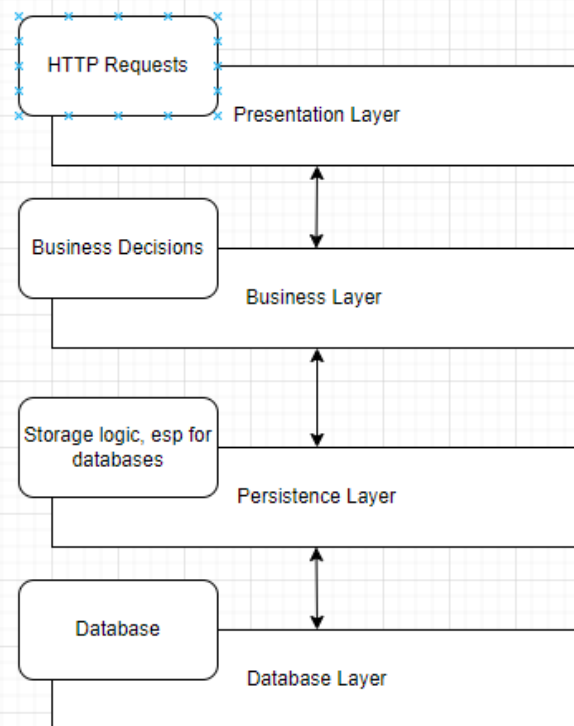 HTTP Requests
Presentation Layer
Business Decisions
Business Layer
Storage logic, esp for
databases
Persistence Layer
Database
Database Layer